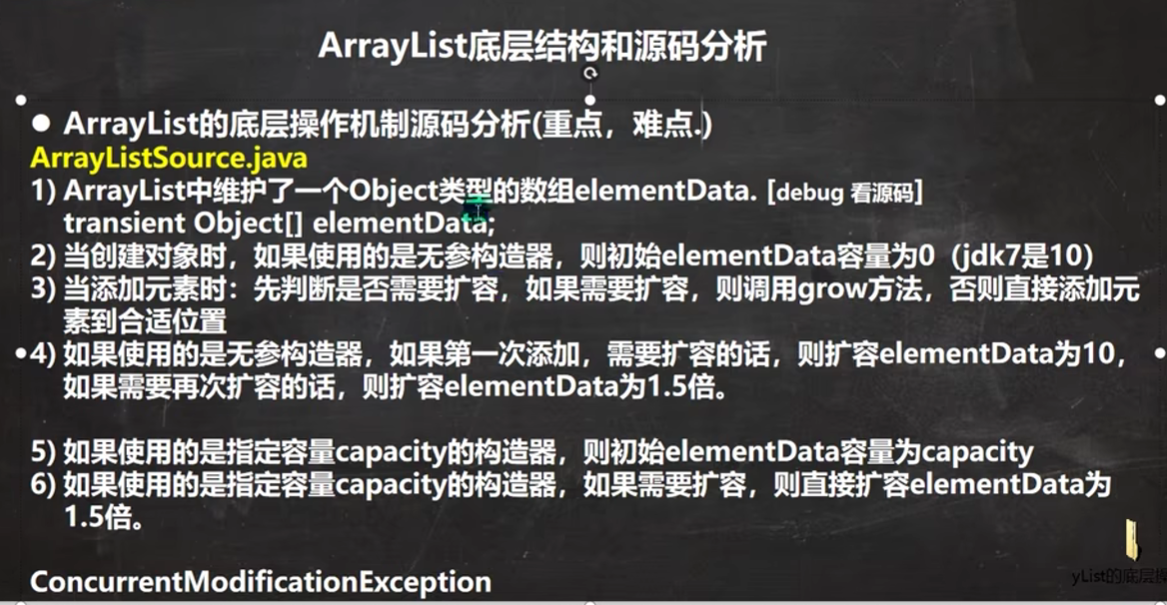 ArrayList底层结构和源码分析
● ArrayList的底层操作机制源码分析(重点，难点.)
ArrayListSource.java
1) ArrayList中维护了一个Object类型的数组elementData. [debug 看源码]
transient Object[] elementData;
2) 当创建对象时，如果使用的是无参构造器，则初始elementData容量为0（jdk7是10）
3) 当添加元素时：先判断是否需要扩容，如果需要扩容，则调用grow方法，否则直接添加元
素到合适位置
4) 如果使用的是无参构造器，如果第一次添加，需要扩容的话，则扩容elementData为10，
如果需要再次扩容的话，则扩容elementData为1.5倍。
5) 如果使用的是指定容量capacity的构造器，则初始elementData容量为capacity
6) 如果使用的是指定容量capacity的构造器，如果需要扩容，则直接扩容elementData为
1.5倍。
yList的底层
ConcurrentModificationException